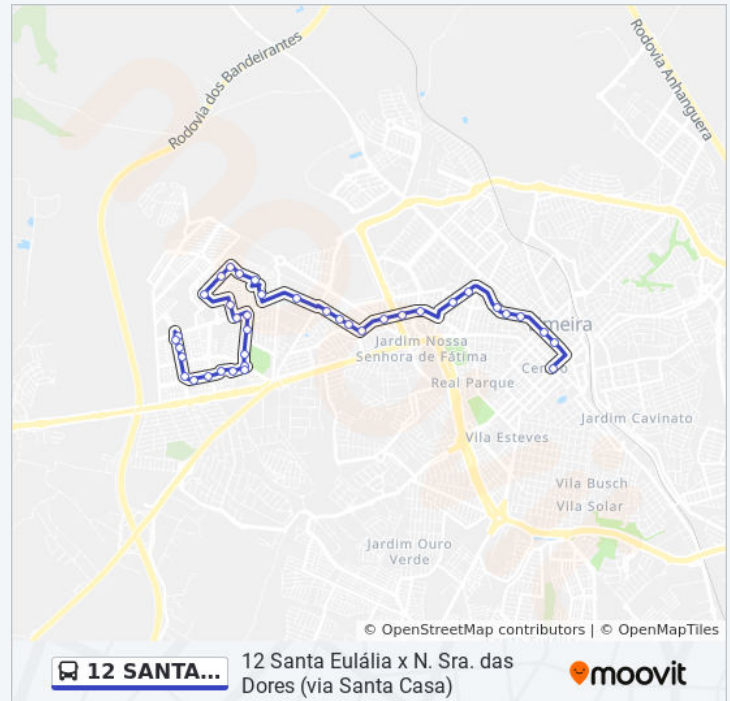 Rodovia dos Bandeirantes
Rodovia Anhanguera
meira
Jardim Nossa
Senhora de Fátima
Ce
o
Real Parque
Jardim Cavinato
Vila Esteves
Vila Busch
Vila Solar
Jardim Ouro
Verde
© OpenStreetMap contributors | © OpenMapTiles
12 SANTA...
12 Santa Eulália x N. Sra. das
Dores (via Santa Casa)
moovit